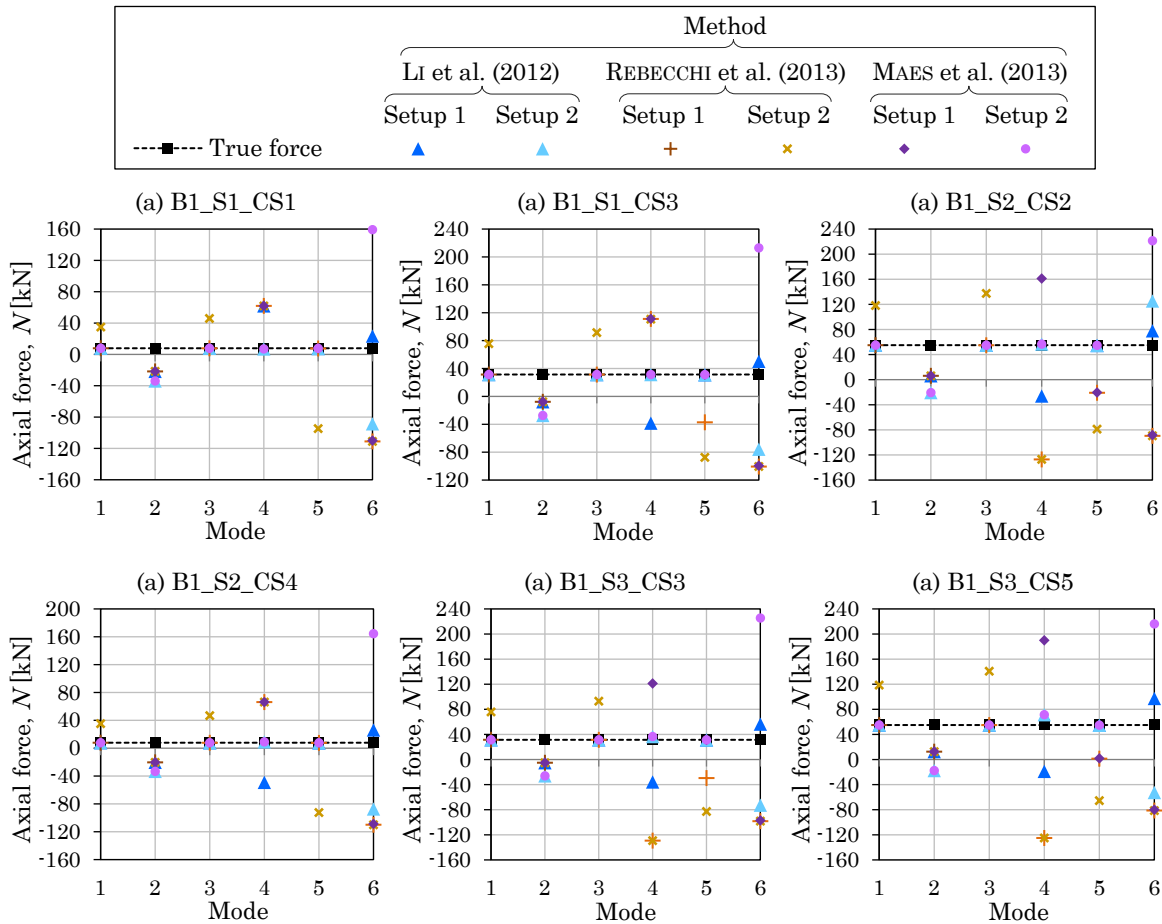 Method
LI et al. (2012) REBECCHI et al. (2013) MAES et al. (2013)
Setup 1 Setup 2 Setup 1 Setup 2 Setup 1 Setup 2
True force
(a) B1_S1_CS1
Axial force, N [kN]
160
120
80
40
0
-40
-80
-120
-160
1 2 3 4 5 6
Mode
(a) B1_S1_CS3
Axial force, N [kN]
240
200
160
120
80
40
0
-40
-80
-120
1 2 3 4 5 6
Mode
(a) B1_S2_CS2
Axial force, N [kN]
240
200
160
120
80
40
0
-40
-80
-120
-160
1 2 3 4 5 6
Mode
(a) B1_S2_CS4
Axial force, N [kN]
200
160
120
80
40
0
-40
-80
-120
-160
1 2 3 4 5 6
Mode
(a) B1_S3_CS3
Axial force, N [kN]
240
200
160
120
80
40
0
-40
-80
-120
-160
1 2 3 4 5 6
Mode
(a) B1_S3_CS5
Axial force, N [kN]
240
200
160
120
80
40
0
-40
-80
-120
-160
1 2 3 4 5 6
Mode